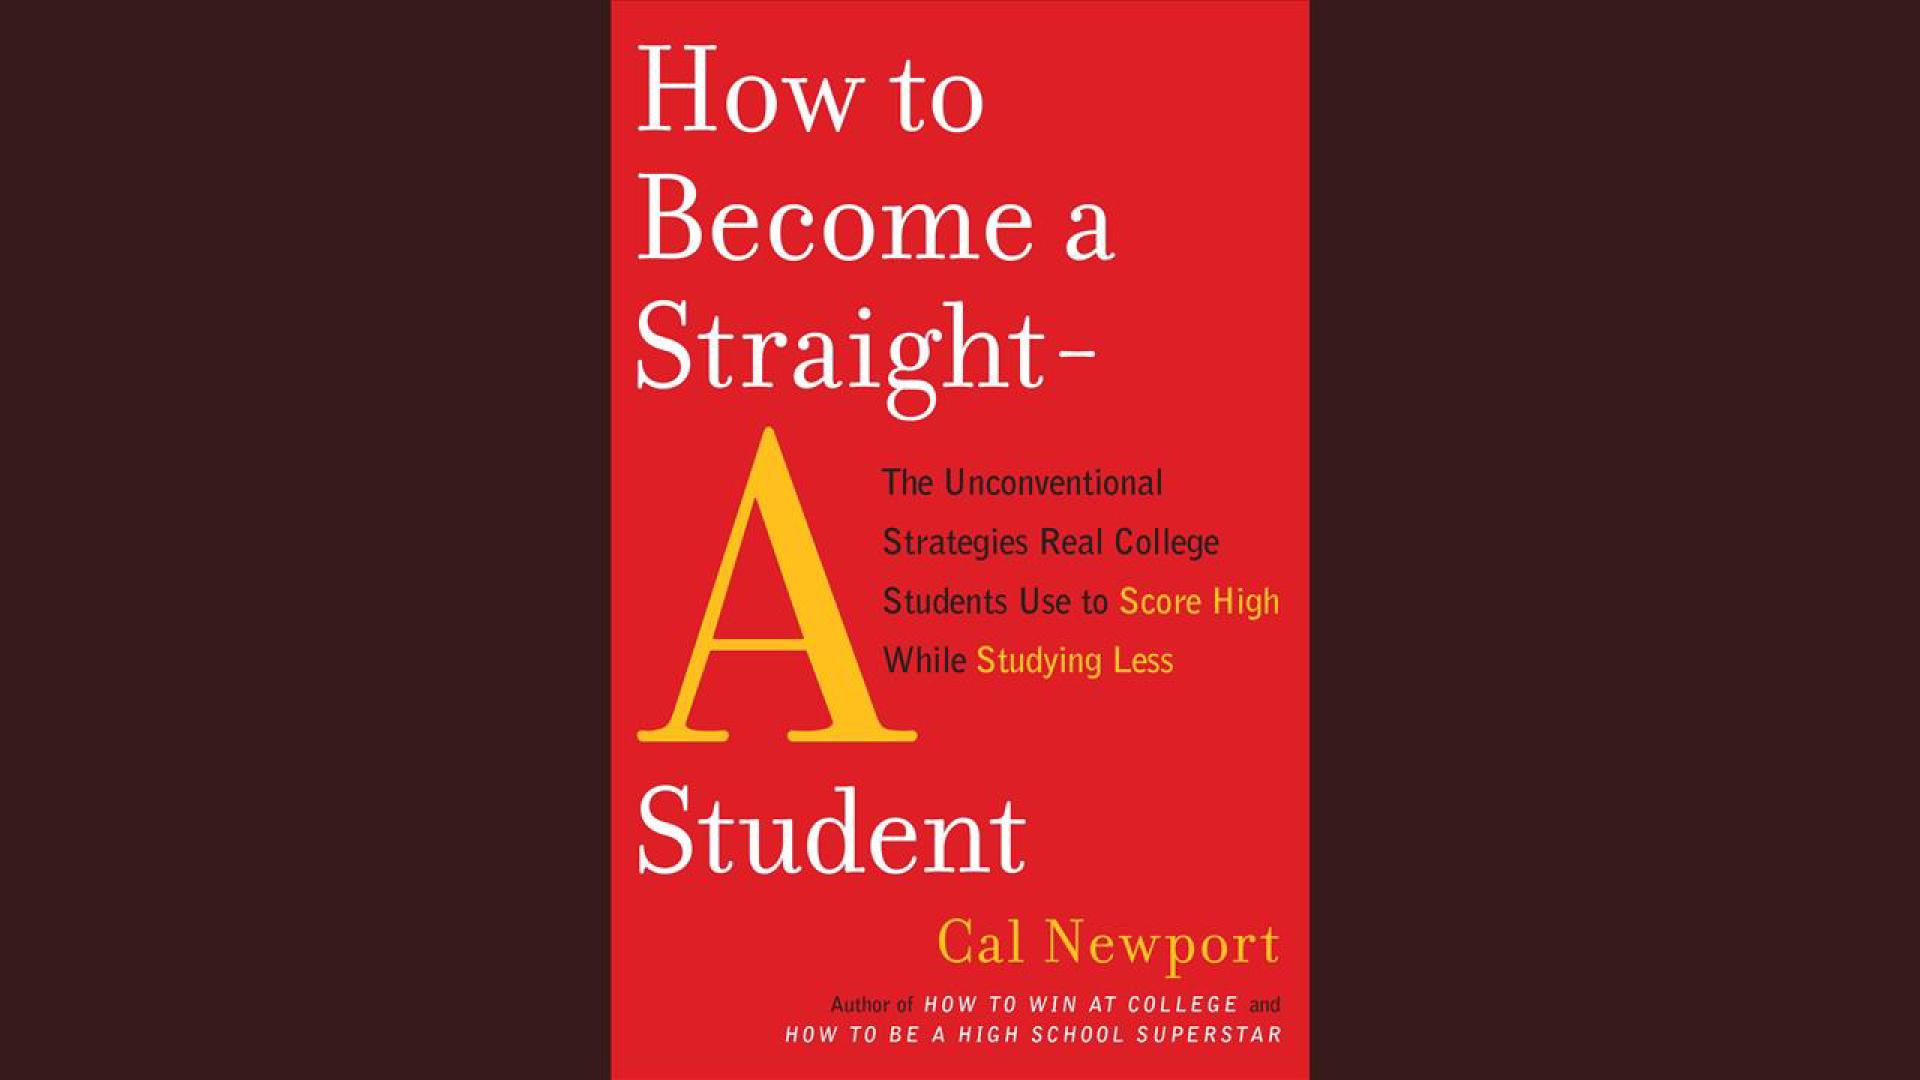 How to
Become a
Straight-
A
The Unconventional
Strategies Real College
Students Use to Score High
While Studying Less
Student
Cal Newport
Author of HOW TO WIN AT COLLEGE and
HOW TO BE A HIGH SCHOOL SUPERSTAR